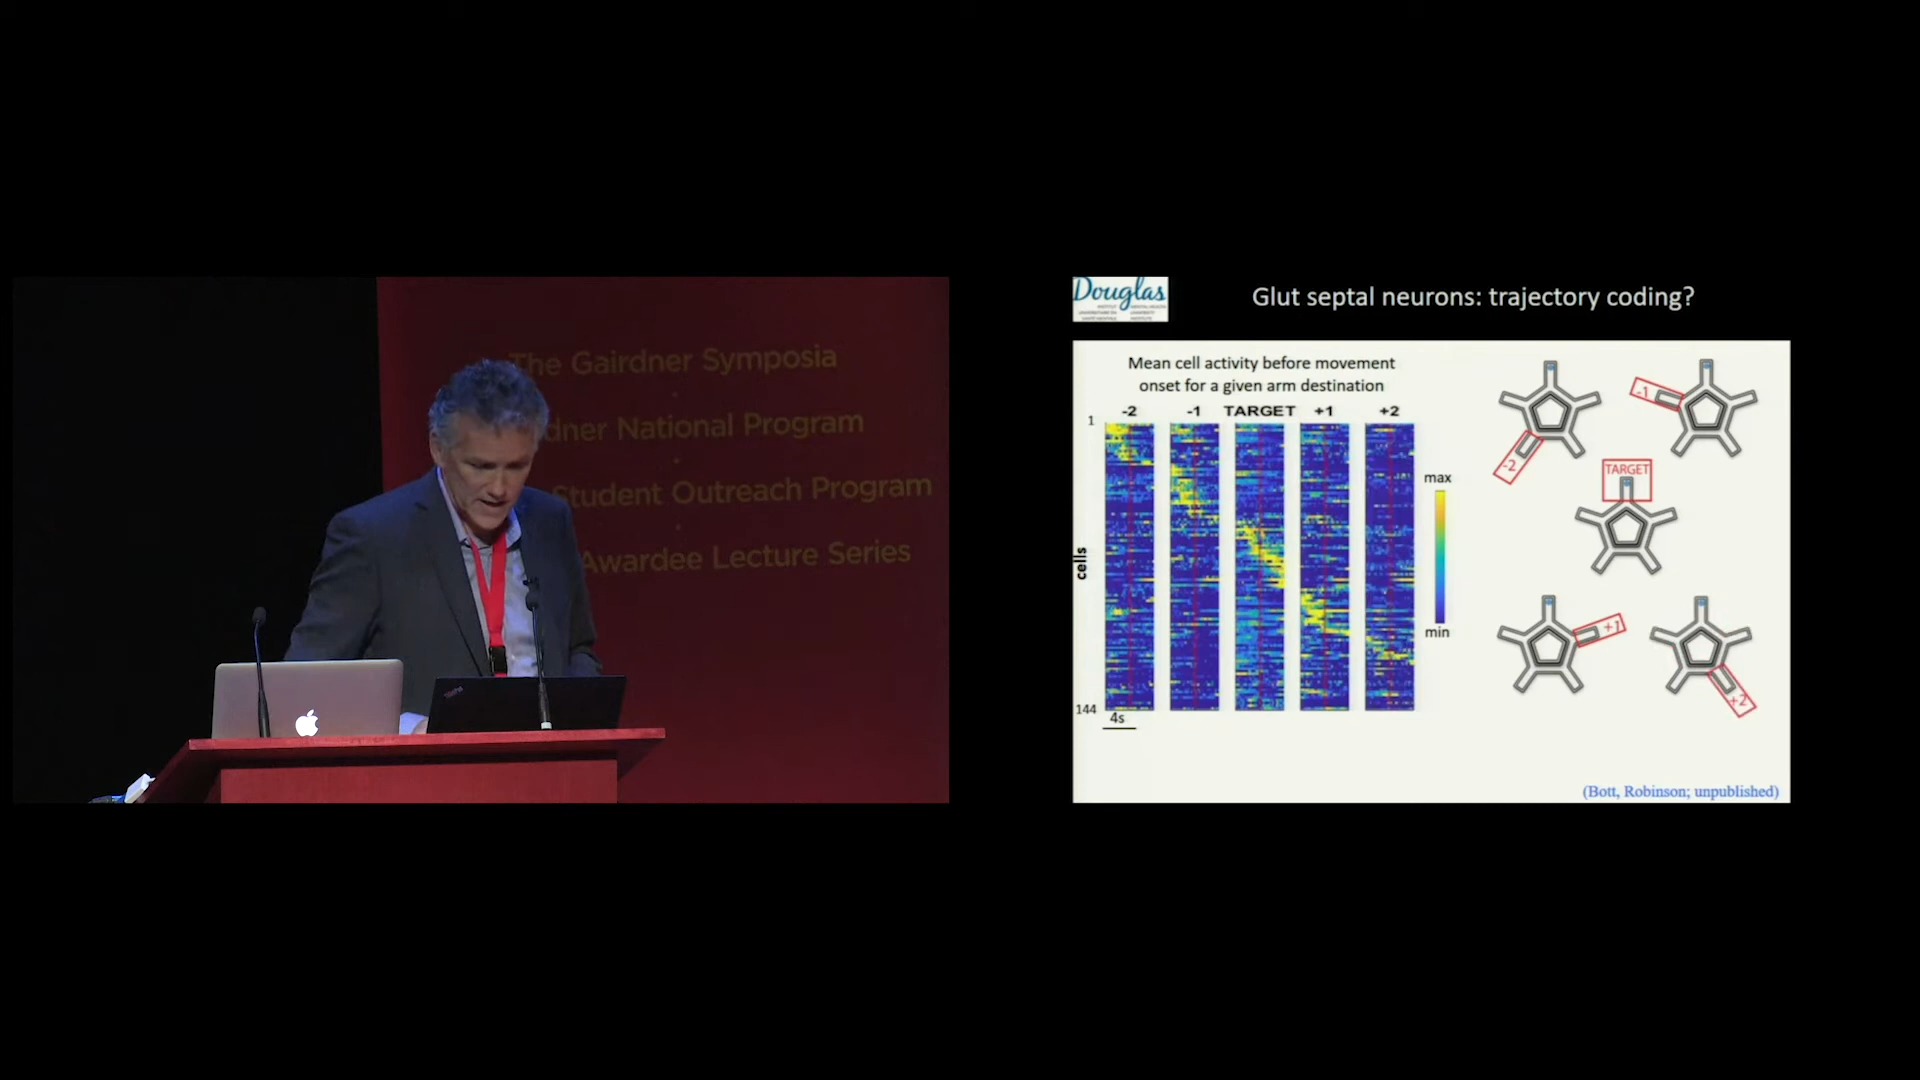 The Gairdner Symposia
dner National Program
Student Outreach Program
Awardee Lecture Series
Douglas
Glut septal neurons: trajectory coding?
Mean cell activity before movement
onset for a given arm destination
-2 -1 TARGET +1 +2
1
cells
144
4s
max
min
-1
-2
TARGET
+1
+2
(Bott, Robinson; unpublished)